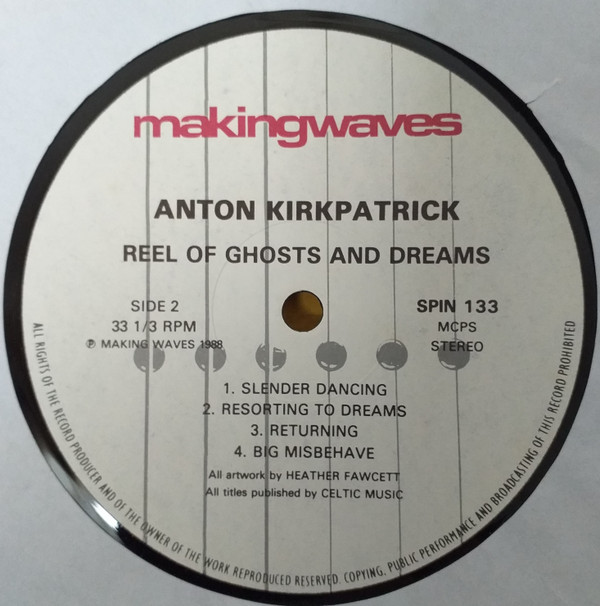 makingwaves
ANTON KIRKPATRICK
REEL OF GHOSTS AND DREAMS
SIDE 2
33 1/3 RPM
℗ MAKING WAVES 1988
SPIN 133
MCPS
STEREO
1. SLENDER DANCING
2. RESORTING TO DREAMS
3. RETURNING
4. BIG MISBEHAVE
All artwork by HEATHER FAWCETT
All titles published by CELTIC MUSIC
ALL RIGHTS OF THE RECORD PRODUCER AND OF THE OWNER OF THE WORK REPRODUCED RESERVED. COPYING, PUBLIC PERFORMANCE AND BROADCASTING OF THIS RECORD PROHIBITED